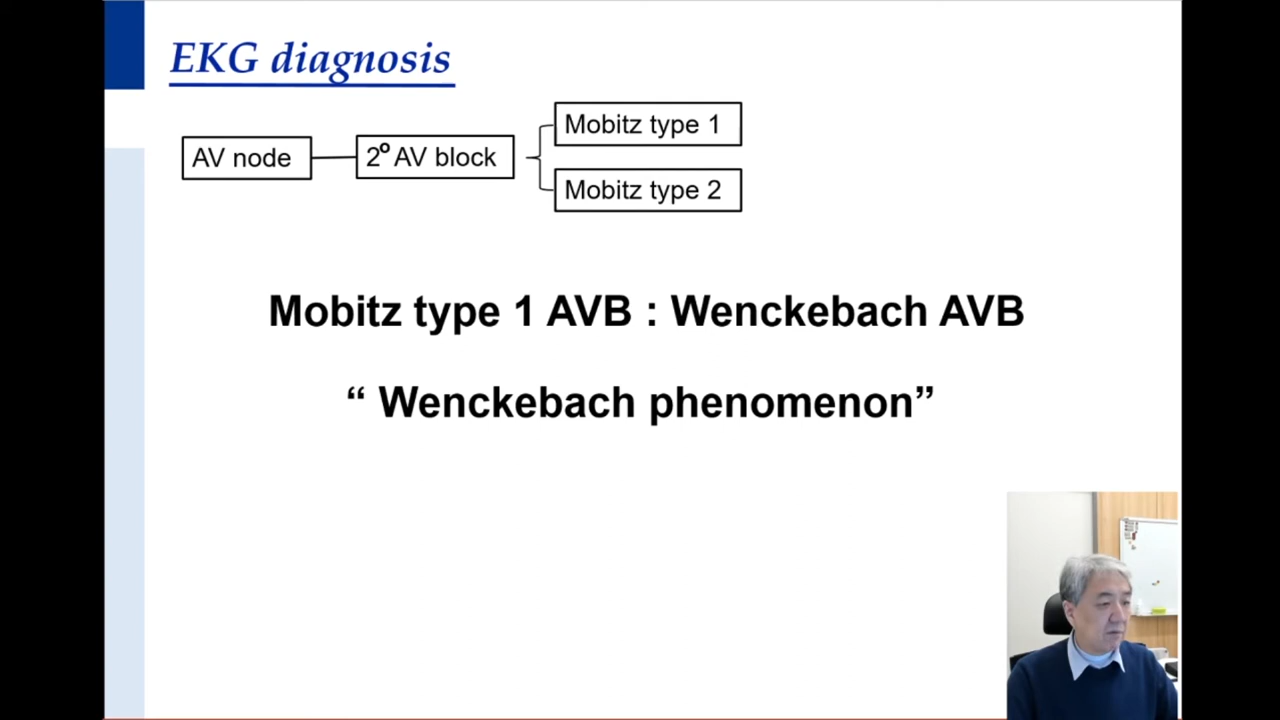 EKG diagnosis
AV node
2º AV block
Mobitz type 1
Mobitz type 2
Mobitz type 1 AVB : Wenckebach AVB
“ Wenckebach phenomenon”